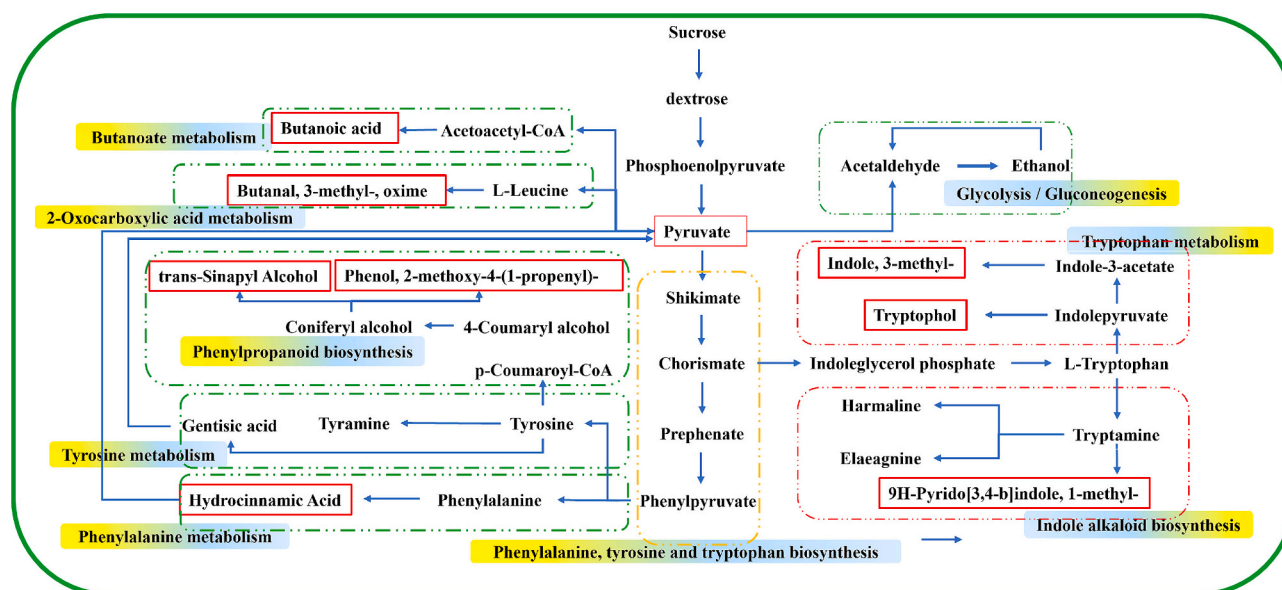 Sucrose
dextrose
Butanoate metabolism
Butanoic acid
Acetoacetyl-CoA
Phosphoenolpyruvate
Acetaldehyde
Ethanol
Glycolysis / Gluconeogenesis
Butanal, 3-methyl-, oxime
L-Leucine
2-Oxocarboxylic acid metabolism
Pyruvate
Tryptophan metabolism
trans-Sinapyl Alcohol
Phenol, 2-methoxy-4-(1-propenyl)-
Indole, 3-methyl-
Indole-3-acetate
Shikimate
Coniferyl alcohol
4-Coumaryl alcohol
Tryptophol
Indolepyruvate
Phenylpropanoid biosynthesis
p-Coumaroyl-CoA
Chorismate
Indoleglycerol phosphate
L-Tryptophan
Gentisic acid
Tyramine
Tyrosine
Prephenate
Harmaline
Tryptamine
Tyrosine metabolism
Elaeagnine
Hydrocinnamic Acid
Phenylalanine
Phenylpyruvate
9H-Pyrido[3,4-b]indole, 1-methyl-
Phenylalanine metabolism
Phenylalanine, tyrosine and tryptophan biosynthesis
Indole alkaloid biosynthesis